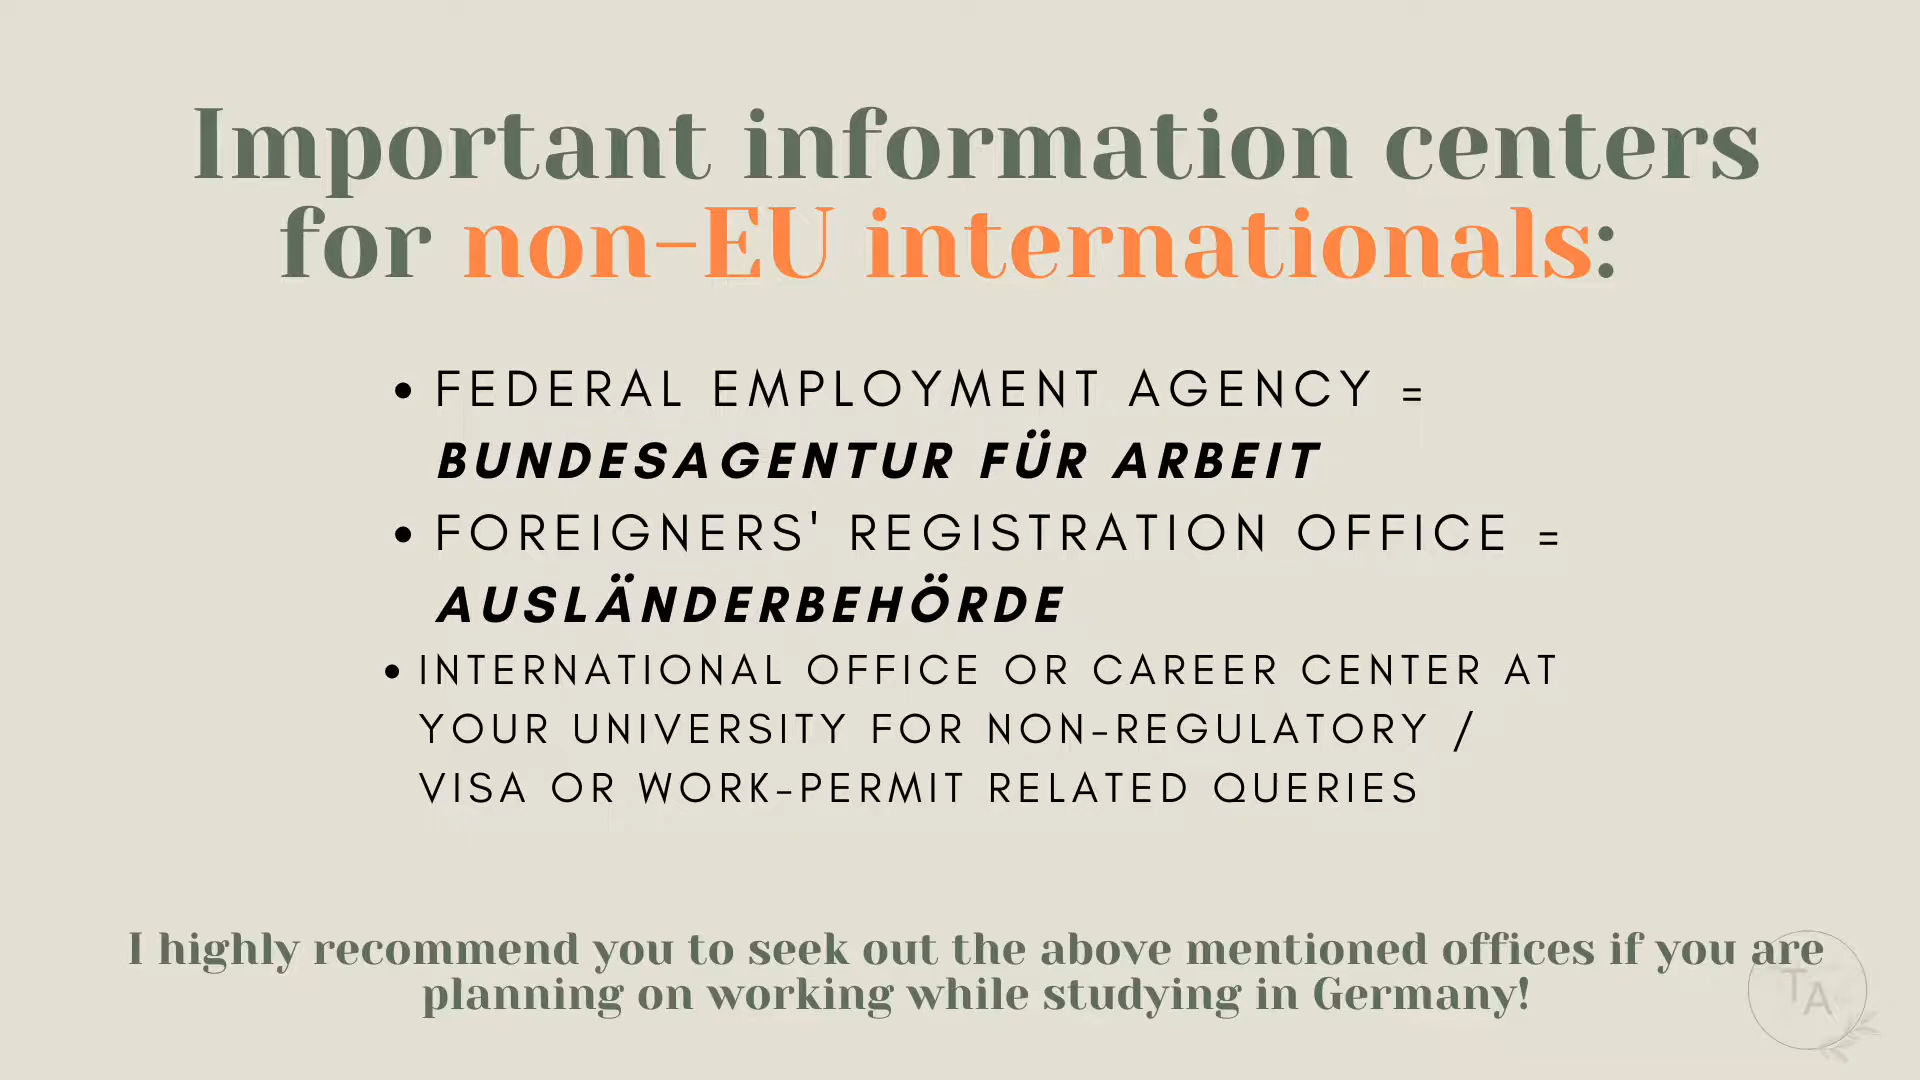 Important information centers
for non-EU internationals:
• FEDERAL EMPLOYMENT AGENCY =
BUNDESAGENTUR FÜR ARBEIT
• FOREIGNERS' REGISTRATION OFFICE =
AUSLÄNDERBEHÖRDE
• INTERNATIONAL OFFICE OR CAREER CENTER AT
YOUR UNIVERSITY FOR NON-REGULATORY /
VISA OR WORK-PERMIT RELATED QUERIES
I highly recommend you to seek out the above mentioned offices if you are
planning on working while studying in Germany!
TA